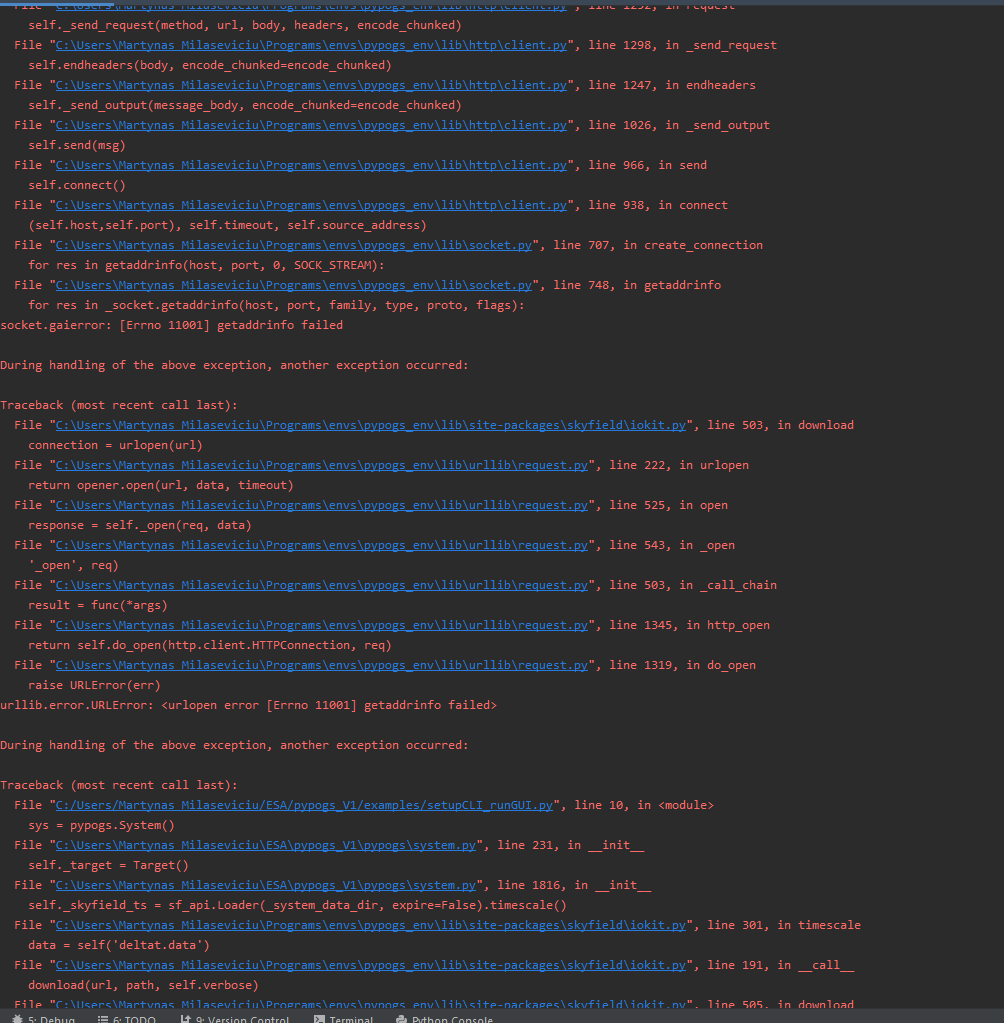 File "C:\Users\Martynas Milaseviciu\Programs\envs\pypogs_env\lib\http\client.py", line 1252, in request
self._send_request(method, url, body, headers, encode_chunked)
File "C:\Users\Martynas Milaseviciu\Programs\envs\pypogs_env\lib\http\client.py", line 1298, in _send_request
self.endheaders(body, encode_chunked=encode_chunked)
File "C:\Users\Martynas Milaseviciu\Programs\envs\pypogs_env\lib\http\client.py", line 1247, in endheaders
self._send_output(message_body, encode_chunked=encode_chunked)
File "C:\Users\Martynas Milaseviciu\Programs\envs\pypogs_env\lib\http\client.py", line 1026, in _send_output
self.send(msg)
File "C:\Users\Martynas Milaseviciu\Programs\envs\pypogs_env\lib\http\client.py", line 966, in send
self.connect()
File "C:\Users\Martynas Milaseviciu\Programs\envs\pypogs_env\lib\http\client.py", line 938, in connect
(self.host,self.port), self.timeout, self.source_address)
File "C:\Users\Martynas Milaseviciu\Programs\envs\pypogs_env\lib\socket.py", line 707, in create_connection
for res in getaddrinfo(host, port, 0, SOCK_STREAM):
File "C:\Users\Martynas Milaseviciu\Programs\envs\pypogs_env\lib\socket.py", line 748, in getaddrinfo
for res in _socket.getaddrinfo(host, port, family, type, proto, flags):
socket.gaierror: [Errno 11001] getaddrinfo failed
During handling of the above exception, another exception occurred:
Traceback (most recent call last):
File "C:\Users\Martynas Milaseviciu\Programs\envs\pypogs_env\lib\site-packages\skyfield\iokit.py", line 503, in download
connection = urlopen(url)
File "C:\Users\Martynas Milaseviciu\Programs\envs\pypogs_env\lib\urllib\request.py", line 222, in urlopen
return opener.open(url, data, timeout)
File "C:\Users\Martynas Milaseviciu\Programs\envs\pypogs_env\lib\urllib\request.py", line 525, in open
response = self._open(req, data)
File "C:\Users\Martynas Milaseviciu\Programs\envs\pypogs_env\lib\urllib\request.py", line 543, in _open
'_open', req)
File "C:\Users\Martynas Milaseviciu\Programs\envs\pypogs_env\lib\urllib\request.py", line 503, in _call_chain
result = func(*args)
File "C:\Users\Martynas Milaseviciu\Programs\envs\pypogs_env\lib\urllib\request.py", line 1345, in http_open
return self.do_open(http.client.HTTPConnection, req)
File "C:\Users\Martynas Milaseviciu\Programs\envs\pypogs_env\lib\urllib\request.py", line 1319, in do_open
raise URLError(err)
urllib.error.URLError: <urlopen error [Errno 11001] getaddrinfo failed>
During handling of the above exception, another exception occurred:
Traceback (most recent call last):
File "C:/Users/Martynas Milaseviciu/ESA/pypogs_V1/examples/setupCLI_runGUI.py", line 10, in <module>
sys = pypogs.System()
File "C:\Users\Martynas Milaseviciu\ESA\pypogs_V1\pypogs\system.py", line 231, in __init__
self._target = Target()
File "C:\Users\Martynas Milaseviciu\ESA\pypogs_V1\pypogs\system.py", line 1816, in __init__
self._skyfield_ts = sf_api.Loader(_system_data_dir, expire=False).timescale()
File "C:\Users\Martynas Milaseviciu\Programs\envs\pypogs_env\lib\site-packages\skyfield\iokit.py", line 301, in timescale
data = self('deltat.data')
File "C:\Users\Martynas Milaseviciu\Programs\envs\pypogs_env\lib\site-packages\skyfield\iokit.py", line 191, in __call__
download(url, path, self.verbose)
File "C:\Users\Martynas Milaseviciu\Programs\envs\pypogs_env\lib\site-packages\skyfield\iokit.py", line 505, in download
5: Debug 6: TODO 9: Version Control Terminal Python Console